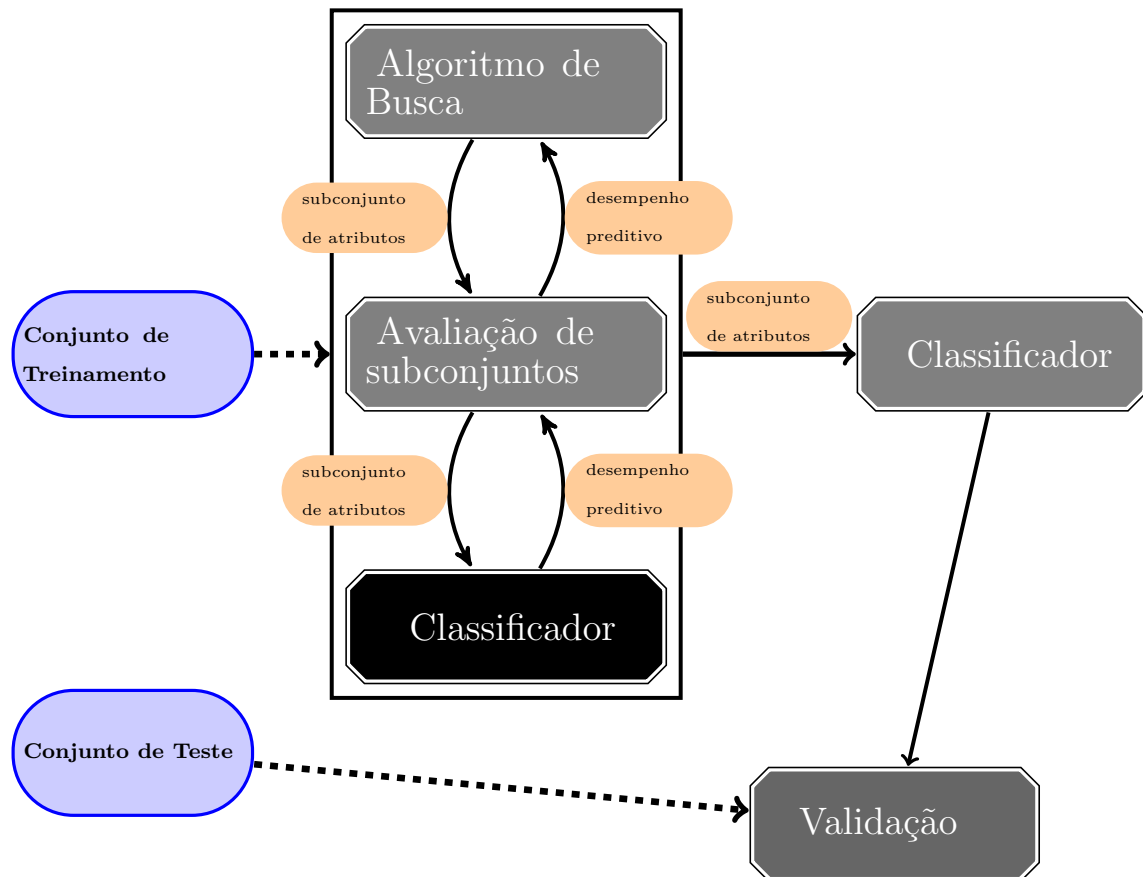 Algoritmo de
Busca
subconjunto
de atributos
desempenho
preditivo
Conjunto de
Treinamento
Avaliação de
subconjuntos
subconjunto
de atributos
Classificador
subconjunto
de atributos
desempenho
preditivo
Classificador
Conjunto de Teste
Validação